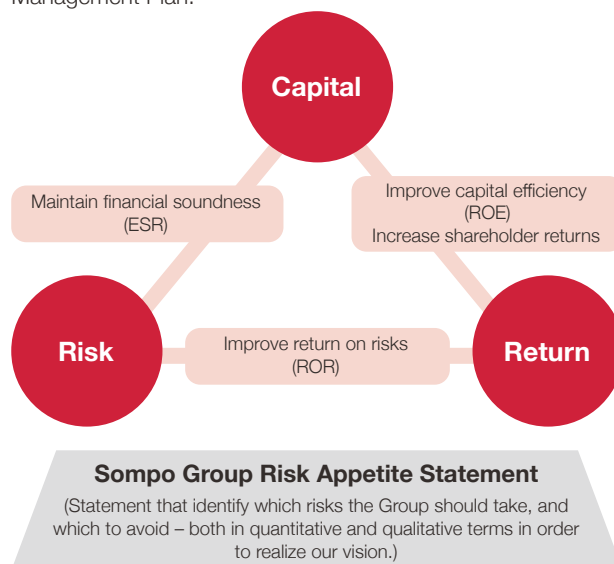 Management Plan.
Capital
Maintain financial soundness
(ESR)
Improve capital efficiency
(ROE)
Increase shareholder returns
Risk
Improve return on risks
(ROR)
Return
Sompo Group Risk Appetite Statement
(Statement that identify which risks the Group should take, and
which to avoid – both in quantitative and qualitative terms in order
to realize our vision.)